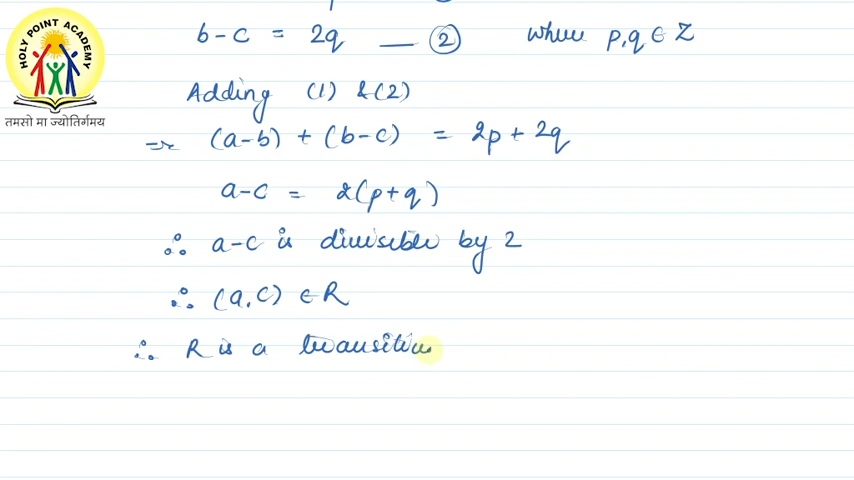 HOLY POINT ACADEMY
तमसो मा ज्योतिर्गमय
b-c = 2q — ② where p,q ∈ Z
Adding (1) & (2)
⇒ (a-b) + (b-c) = 2p + 2q
a-c = 2(p+q)
∴ a-c is divisible by 2
∴ (a,c) ∈ R
∴ R is a transitive